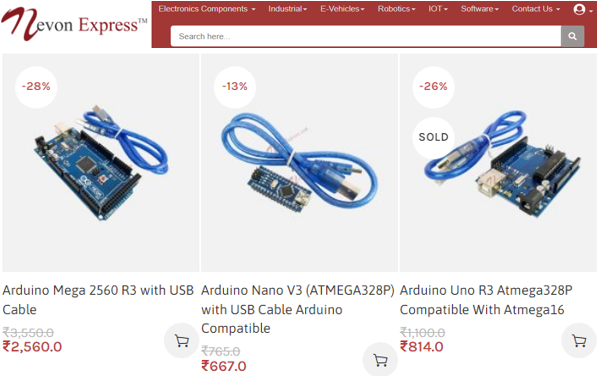 Nevon Express™
Electronics Components Industrial E-Vehicles Robotics IOT Software Contact Us
Search here...
-28%
-13%
-26%
SOLD
Arduino Mega 2560 R3 with USB
Cable
₹3,550.0
₹2,560.0
Arduino Nano V3 (ATMEGA328P)
with USB Cable Arduino
Compatible
₹765.0
₹667.0
Arduino Uno R3 Atmega328P
Compatible With Atmega16
₹1,100.0
₹814.0